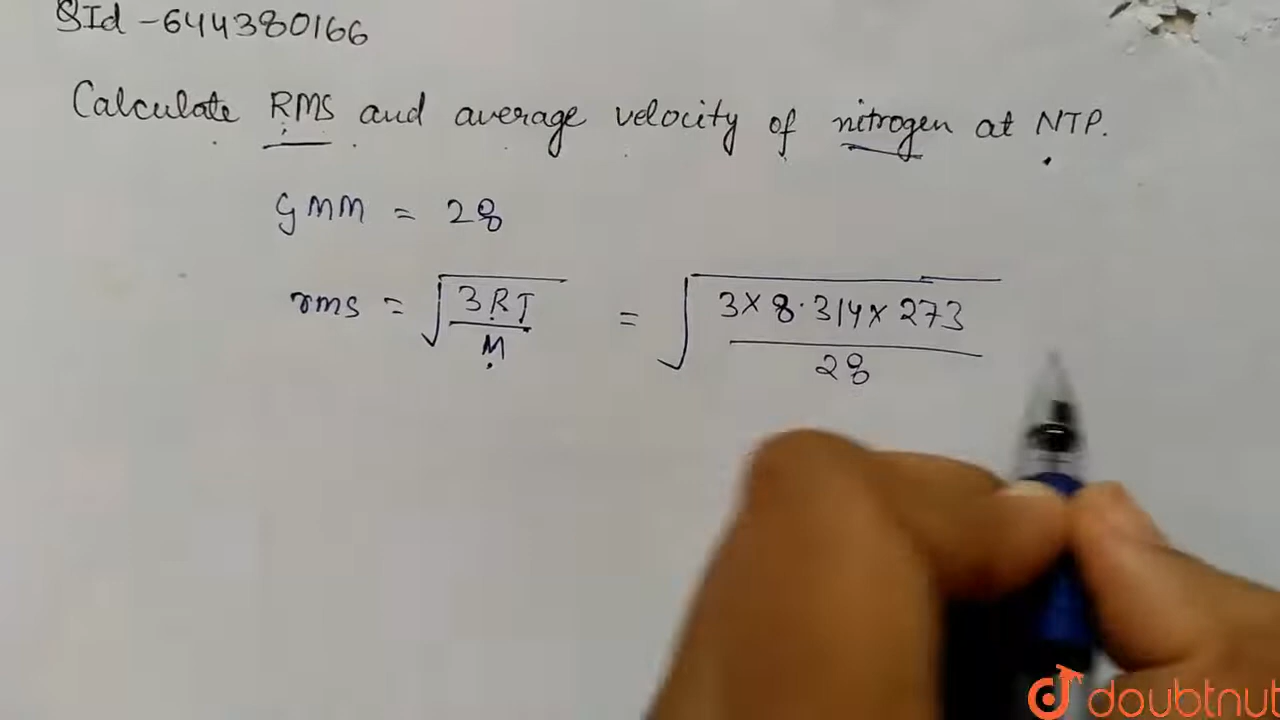 QId - 644380166
Calculate RMS and average velocity of nitrogen at NTP.
GMM = 28
rms = √(3RT/M) = √(3×8.314×273/28)
doubtnut